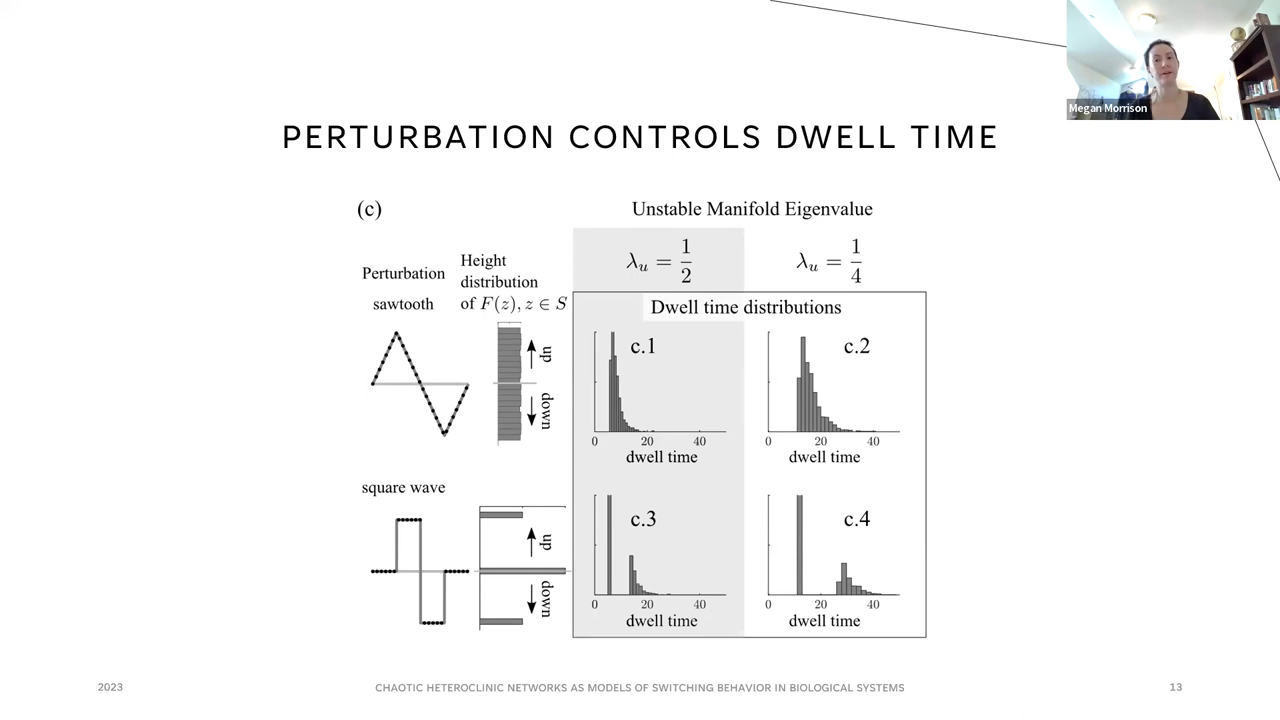 Megan Morrison
PERTURBATION CONTROLS DWELL TIME
(c)
Unstable Manifold Eigenvalue
Perturbation
sawtooth
Height
distribution
of F(z), z ∈ S
λᵤ = 1/2
λᵤ = 1/4
Dwell time distributions
up
down
c.1
0 20 40
dwell time
c.2
0 20 40
dwell time
square wave
up
down
c.3
0 20 40
dwell time
c.4
0 20 40
dwell time
2023
CHAOTIC HETEROCLINIC NETWORKS AS MODELS OF SWITCHING BEHAVIOR IN BIOLOGICAL SYSTEMS
13